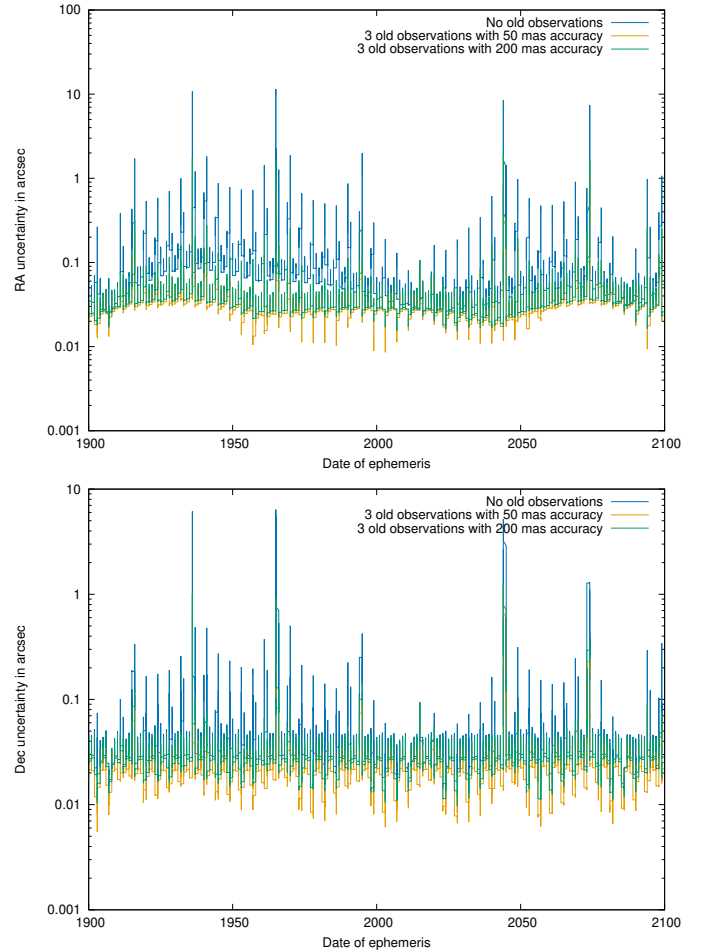 100
10
1
0.1
0.01
0.001
RA uncertainty in arcsec
No old observations
3 old observations with 50 mas accuracy
3 old observations with 200 mas accuracy
1900
1950
2000
2050
2100
Date of ephemeris
10
1
0.1
0.01
0.001
Dec uncertainty in arcsec
No old observations
3 old observations with 50 mas accuracy
3 old observations with 200 mas accuracy
1900
1950
2000
2050
2100
Date of ephemeris